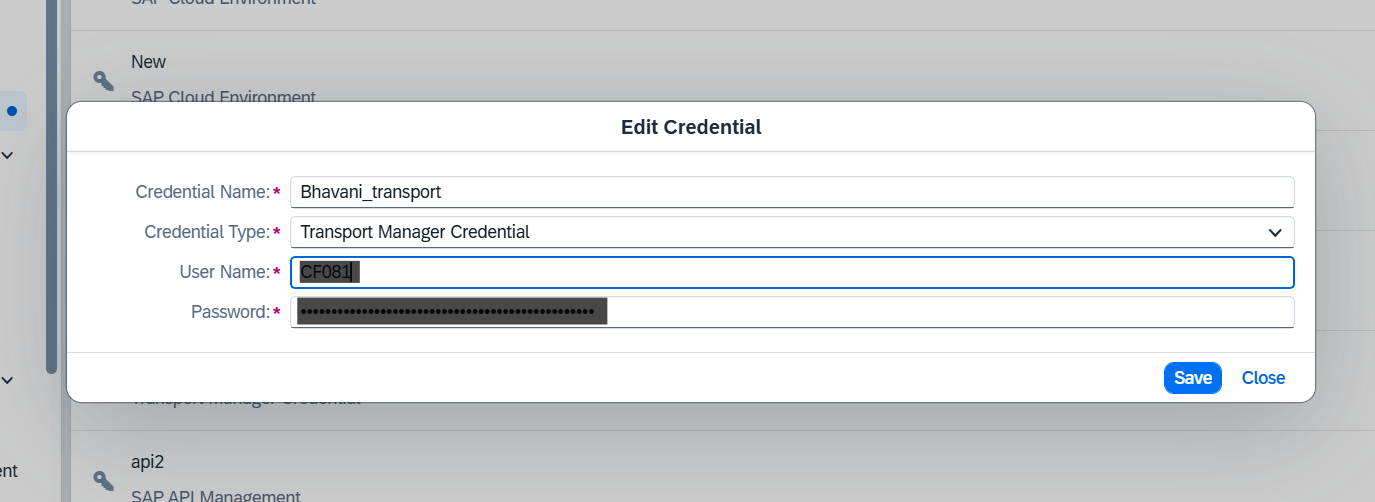 SAP Cloud Environment
New
SAP Cloud Environment
Edit Credential
Credential Name:* Bhavani_transport
Credential Type:* Transport Manager Credential
User Name:* CF081
Password:* 
Save Close
Transport Manager Credential
api2
ent
SAP API Management